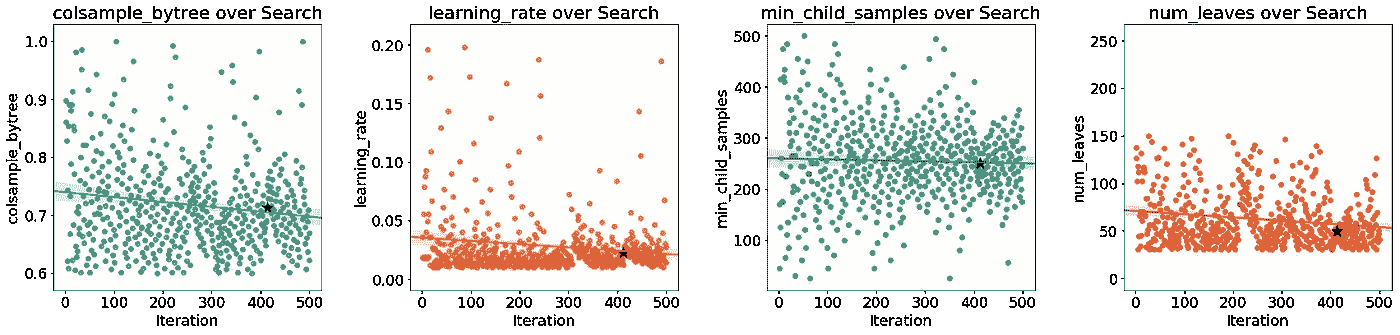 colsample_bytree over Search
colsample_bytree
1.0
0.9
0.8
0.7
0.6
0 100 200 300 400 500
Iteration
learning_rate over Search
learning_rate
0.20
0.15
0.10
0.05
0.00
0 100 200 300 400 500
Iteration
min_child_samples over Search
min_child_samples
500
400
300
200
100
0 100 200 300 400 500
Iteration
num_leaves over Search
num_leaves
250
200
150
100
50
0
0 100 200 300 400 500
Iteration